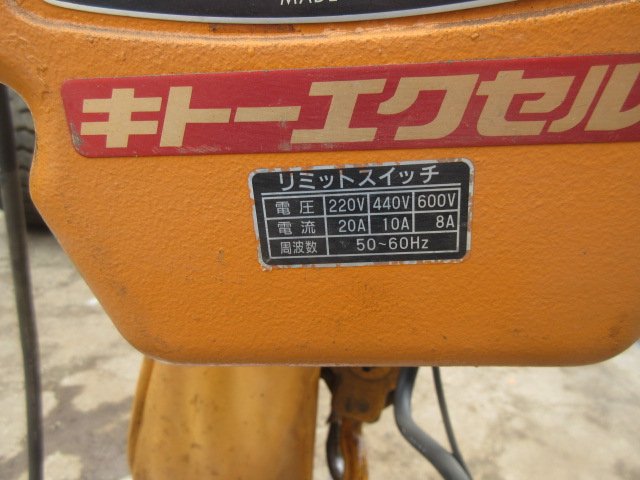 MADE
キトーエクセル
リミットスイッチ
電圧 220V 440V 600V
電流 20A 10A 8A
周波数 50~60Hz